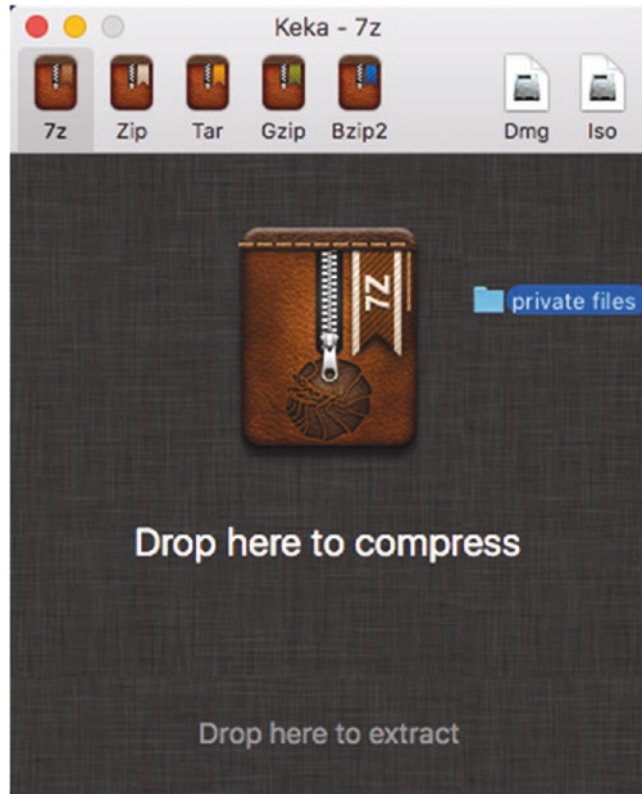 Keka - 7z
7z Zip Tar Gzip Bzip2 Dmg Iso
7Z
private files
Drop here to compress
Drop here to extract